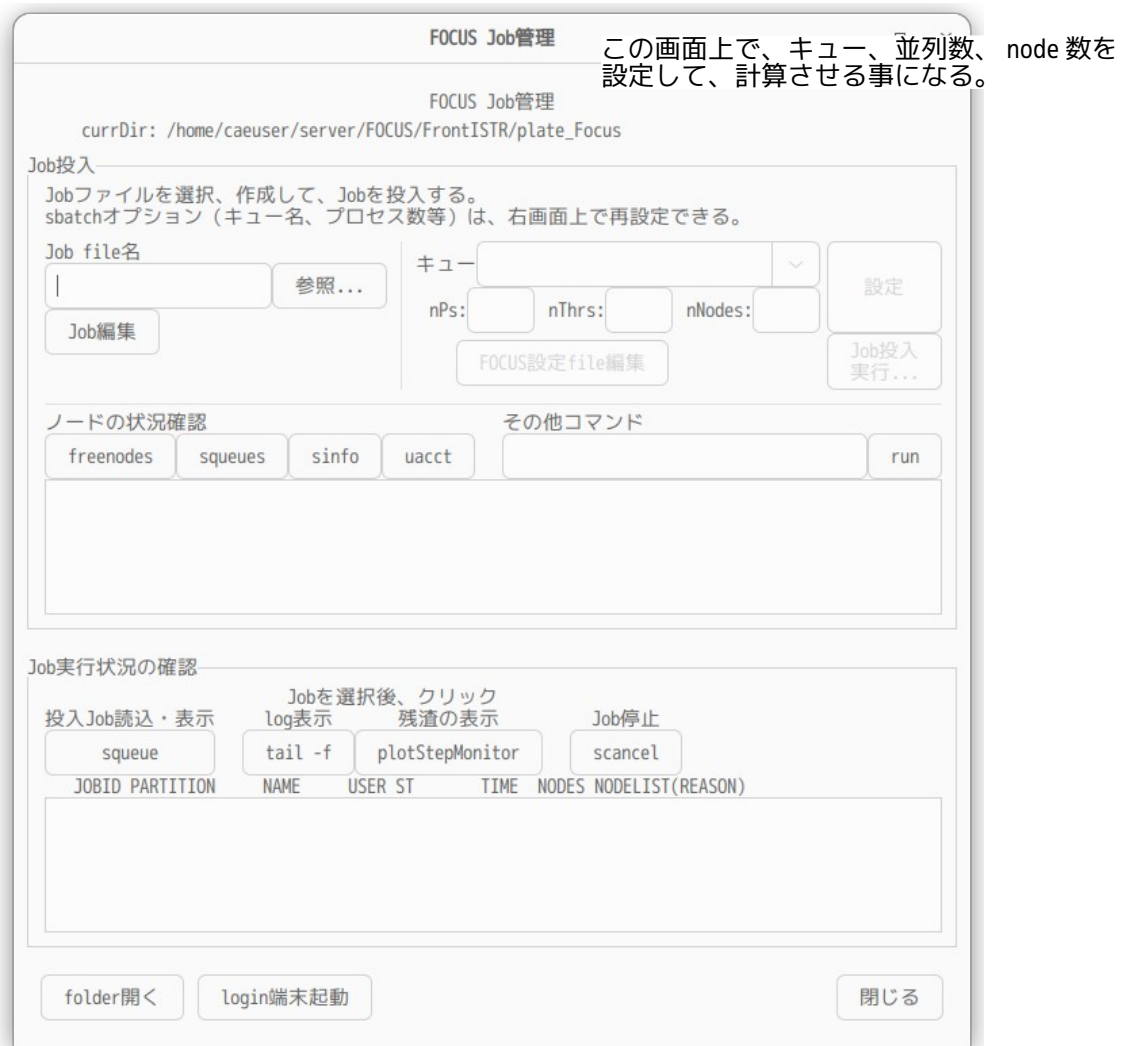 FOCUS Job管理
この画面上で、キュー、並列数、node数を
設定して、計算させる事になる。
FOCUS Job管理
currDir: /home/caeuser/server/FOCUS/FrontISTR/plate_Focus
Job投入
Jobファイルを選択、作成して、Jobを投入する。
sbatchオプション（キュー名、プロセス数等）は、右画面上で再設定できる。
Job file名
参照...
Job編集
キュー
設定
nPs:
nThrs:
nNodes:
FOCUS設定file編集
Job投入
実行...
ノードの状況確認
その他コマンド
freenodes
squeues
sinfo
uacct
run
Job実行状況の確認
Jobを選択後、クリック
投入Job読込・表示
log表示
残渣の表示
Job停止
squeue
tail -f
plotStepMonitor
scancel
JOBID PARTITION NAME USER ST TIME NODES NODELIST(REASON)
folder開く
login端末起動
閉じる